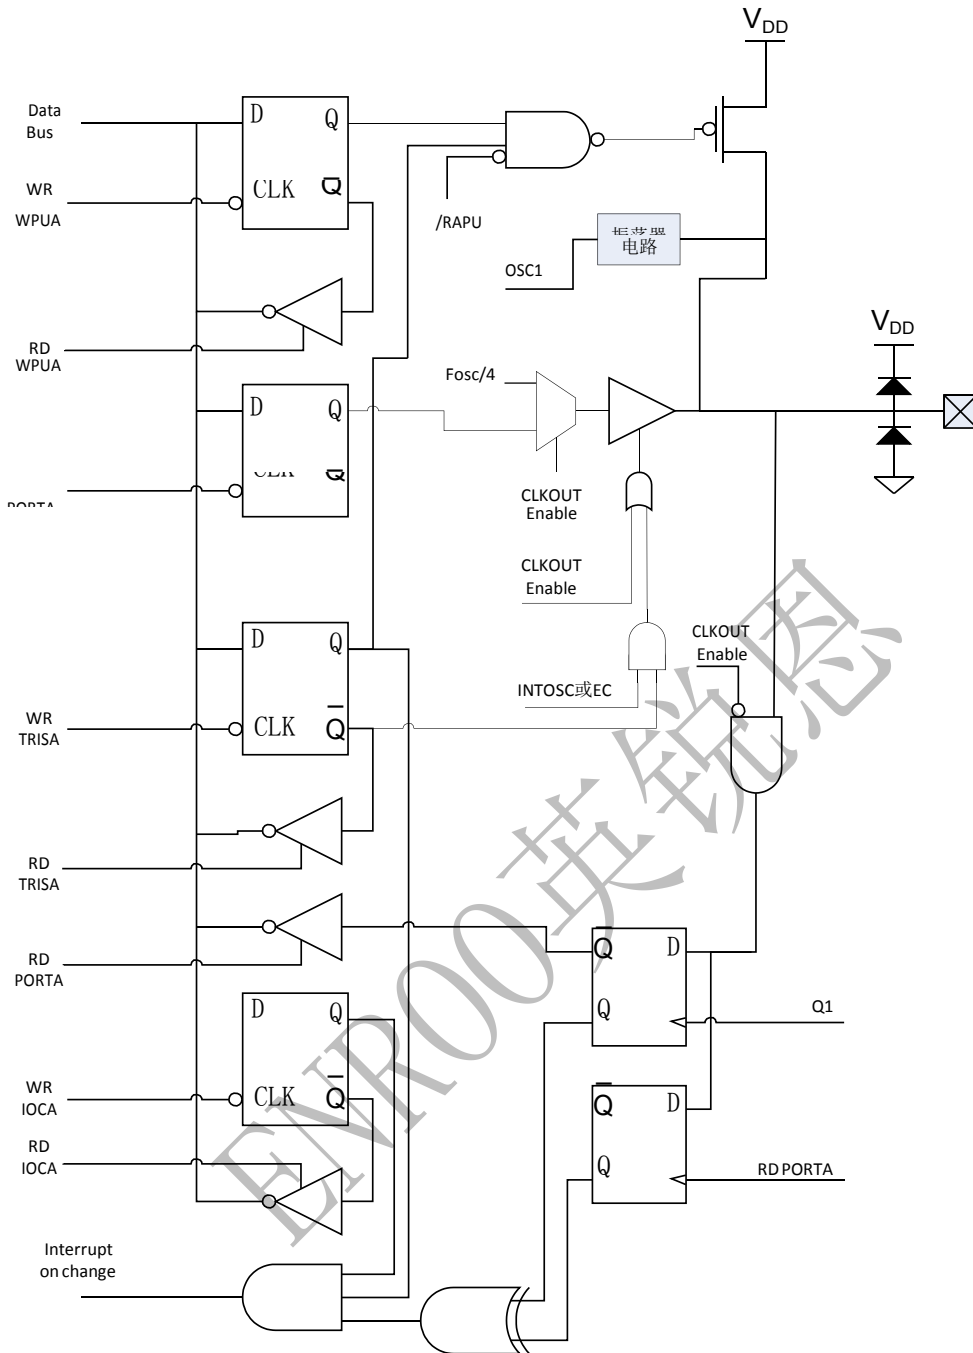 VDD
Data
Bus
D
Q
WR
WPUA
CLK
Q
/RAPU
电路
OSC1
RD
WPUA
VDD
Fosc/4
D
Q
Q
CLKOUT
Enable
CLKOUT
Enable
D
Q
CLKOUT
Enable
INTOSC或EC
WR
TRISA
CLK
Q
RD
TRISA
RD
PORTA
Q
D
Q
Q1
D
Q
WR
IOCA
CLK
Q
Q
D
RD
IOCA
Q
RD PORTA
Interrupt
on change
ENROO英锐恩